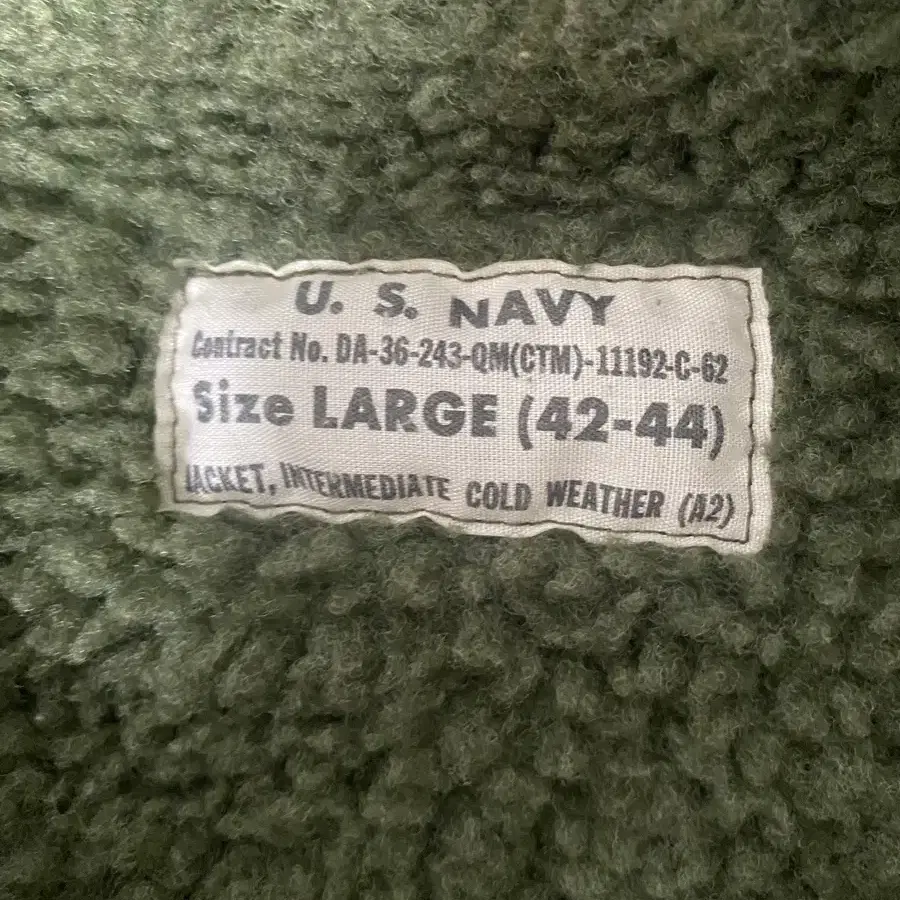 U. S. NAVY
Contract No. DA-36-243-QM(CTM)-11192-C-62
Size LARGE (42-44)
JACKET, INTERMEDIATE COLD WEATHER (A2)